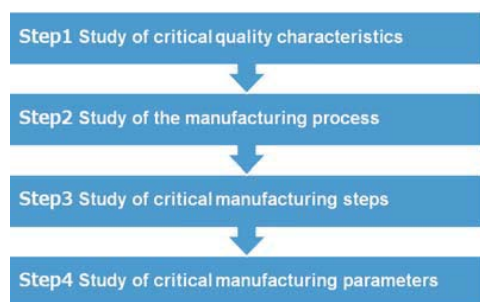 Step1 Study of critical quality characteristics
Step2 Study of the manufacturing process
Step3 Study of critical manufacturing steps
Step4 Study of critical manufacturing parameters